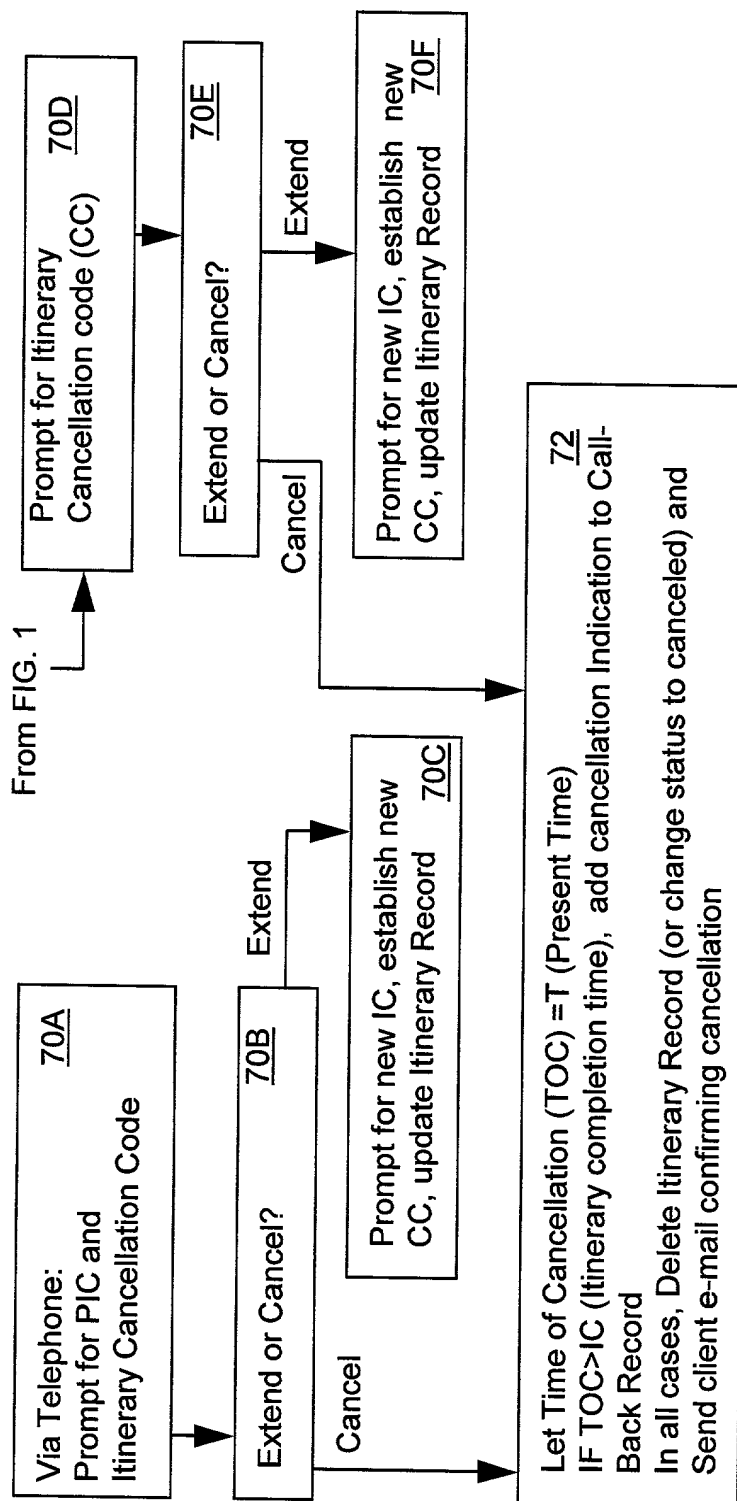 From FIG. 1
Via Telephone:
Prompt for PIC and
Itinerary Cancellation Code
70A
Extend or Cancel?
70B
Extend
Cancel
Prompt for new IC, establish new
CC, update Itinerary Record
70C
Prompt for Itinerary
Cancellation code (CC)
70D
Extend or Cancel?
70E
Extend
Cancel
Prompt for new IC, establish new
CC, update Itinerary Record
70F
Let Time of Cancellation (TOC) =T (Present Time)
72
IF TOC>IC (Itinerary completion time), add cancellation Indication to Call-
Back Record
In all cases, Delete Itinerary Record (or change status to canceled) and
Send client e-mail confirming cancellation